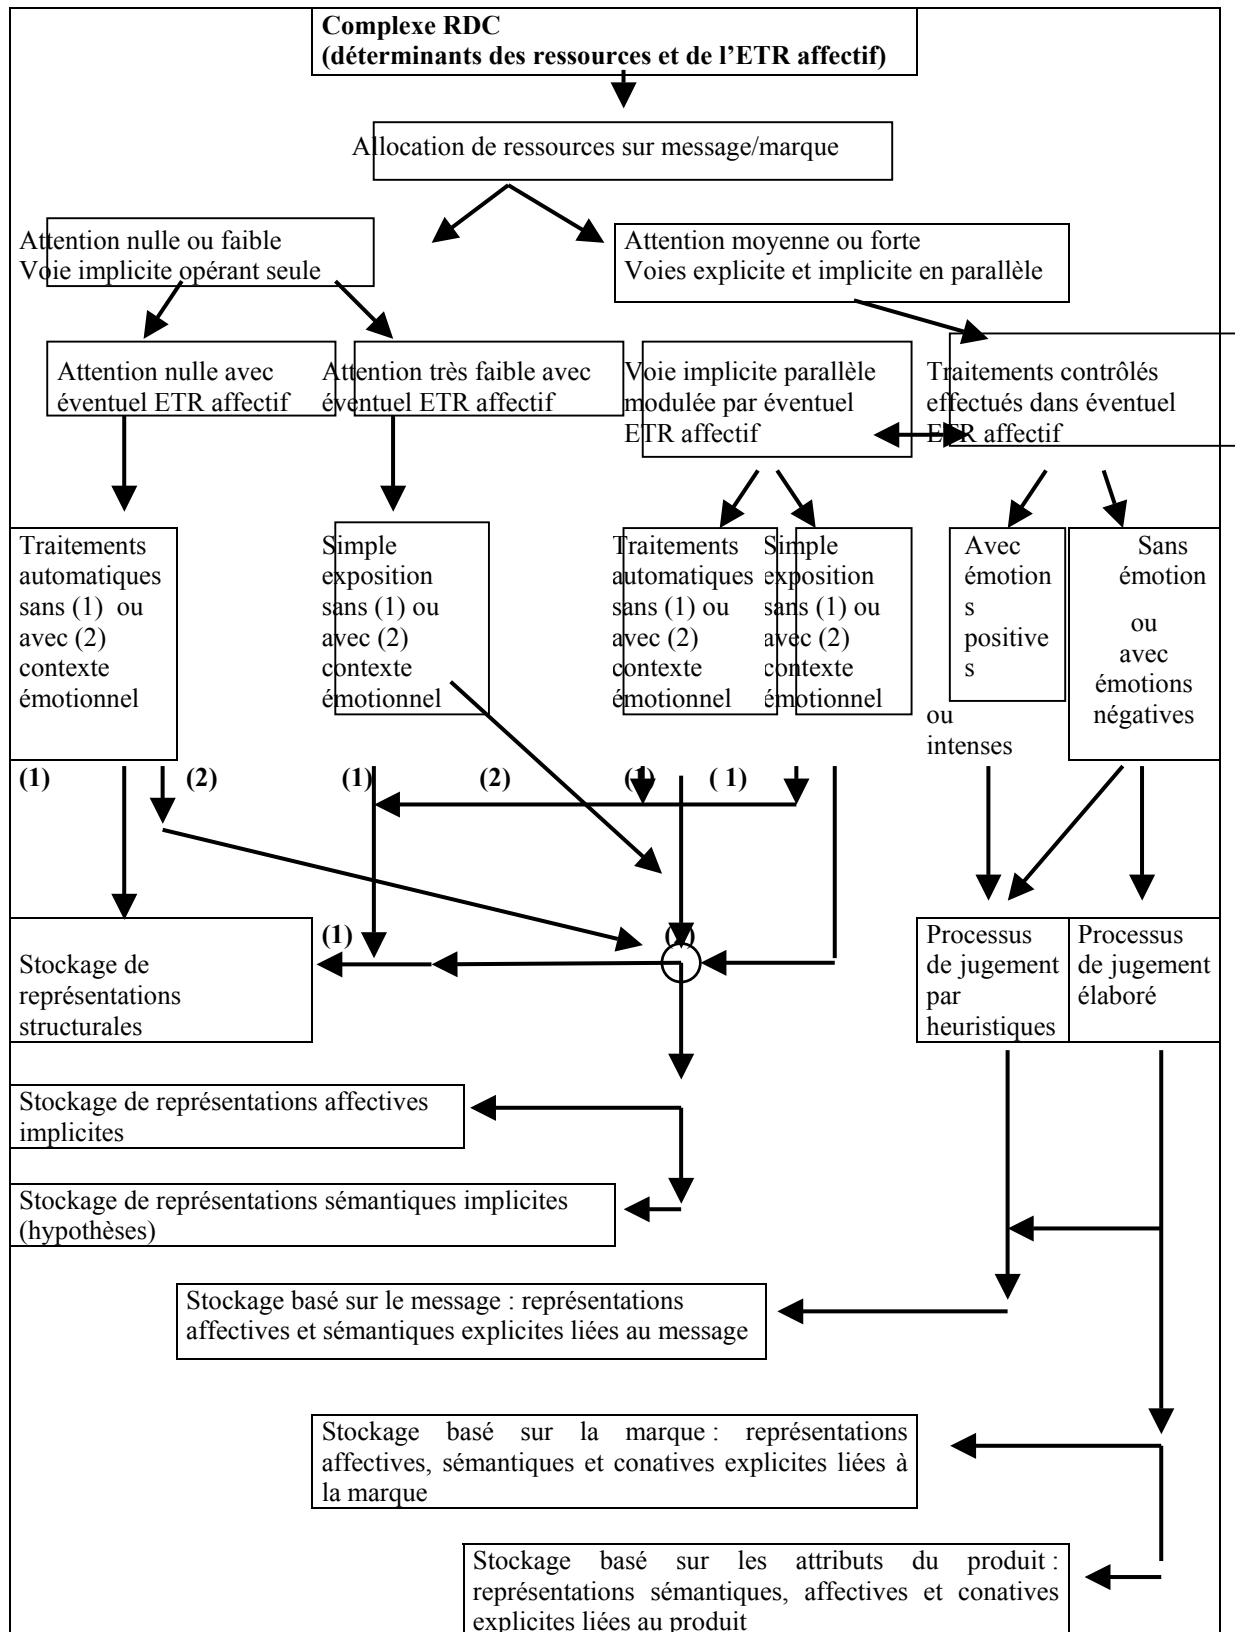 Complexe RDC
(déterminants des ressources et de l'ETR affectif)
Allocation de ressources sur message/marque
Attention nulle ou faible
Voie implicite opérant seule
Attention moyenne ou forte
Voies explicite et implicite en parallèle
Attention nulle avec
éventuel ETR affectif
Attention très faible avec
éventuel ETR affectif
Voie implicite parallèle
modulée par éventuel
ETR affectif
Traitements contrôlés
effectués dans éventuel
ETR affectif
Traitements
automatiques
sans (1) ou
avec (2)
contexte
émotionnel
Simple
exposition
sans (1) ou
avec (2)
contexte
émotionnel
Traitements
automatiques
sans (1) ou
avec (2)
contexte
émotionnel
Simple
exposition
sans (1) ou
avec (2)
contexte
émotionnel
Avec
émotion
s
positive
s
ou
intenses
Sans
émotion
ou
avec
émotions
négatives
(1)
(2)
(1)
(2)
(1)
( 1)
(1)
Stockage de
représentations
structurales
Processus
de jugement
par
heuristiques
Processus
de jugement
élaboré
Stockage de représentations affectives
implicites
Stockage de représentations sémantiques implicites
(hypothèses)
Stockage basé sur le message : représentations
affectives et sémantiques explicites liées au message
Stockage basé sur la marque : représentations
affectives, sémantiques et conatives explicites liées à
la marque
Stockage basé sur les attributs du produit :
représentations sémantiques, affectives et conatives
explicites liées au produit